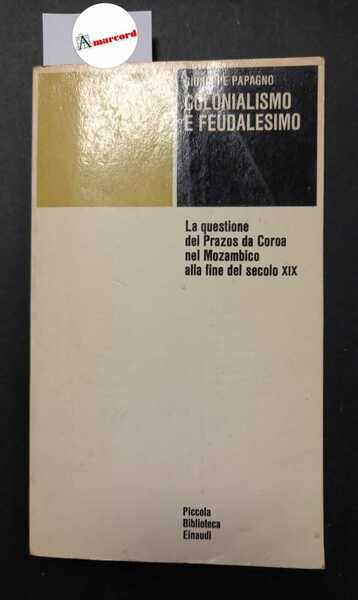 Amarcord
GIUSEPPE PAPAGNO
COLONIALISMO
E FEUDALESIMO
La questione
dei Prazos da Coroa
nel Mozambico
alla fine del secolo XIX
Piccola
Biblioteca
Einaudi